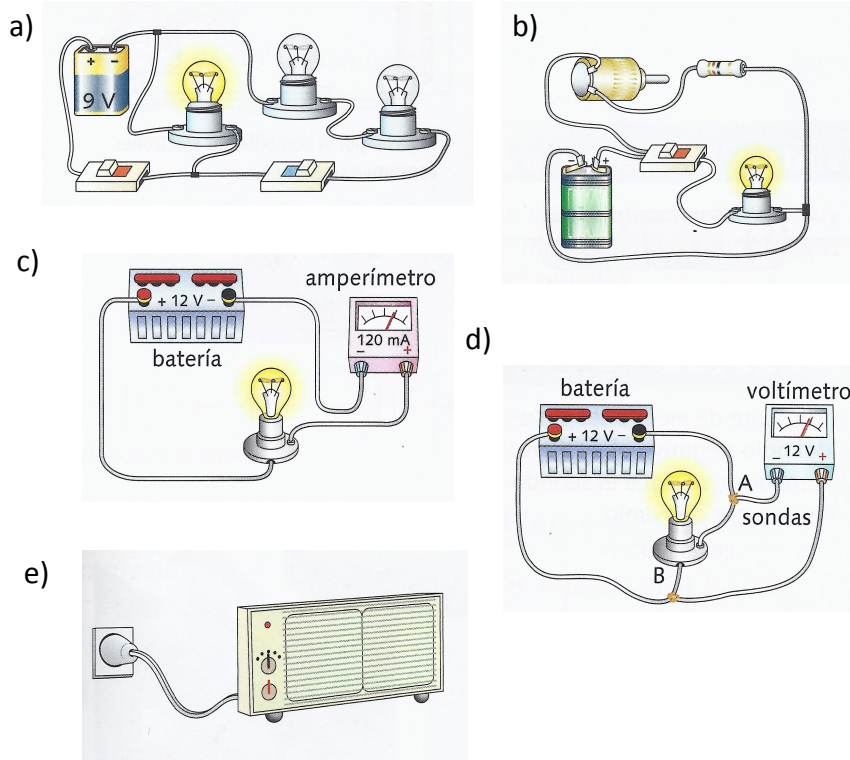 a)
+ −
9 V
b)
− +
c)
+ 12 V −
batería
amperímetro
120 mA
− +
d)
batería
+ 12 V −
voltímetro
12 V
− +
A
sondas
B
e)